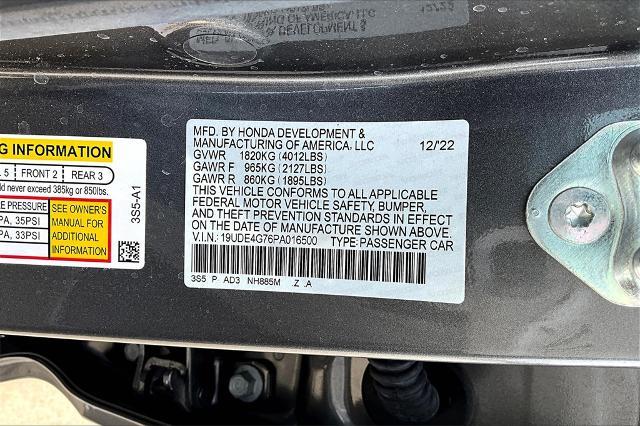 12/22
MFD. BY HONDA DEVELOPMENT &
MANUFACTURING OF AMERICA, LLC 12/'22
GVWR 1820KG (4012LBS)
GAWR F 965KG (2127LBS)
GAWR R 860KG (1895LBS)
THIS VEHICLE CONFORMS TO ALL APPLICABLE
FEDERAL MOTOR VEHICLE SAFETY, BUMPER,
AND THEFT PREVENTION STANDARDS IN EFFECT
ON THE DATE OF MANUFACTURE SHOWN ABOVE.
V.I.N: 19UDE4G76PA016500 TYPE: PASSENGER CAR
3S5 P AD3 NH885M .Z .A
G INFORMATION
5 FRONT 2 REAR 3
never exceed 385kg or 850lbs.
PRESSURE
PA, 35PSI
PA, 33PSI
SEE OWNER'S
MANUAL FOR
ADDITIONAL
INFORMATION
3S5-A1